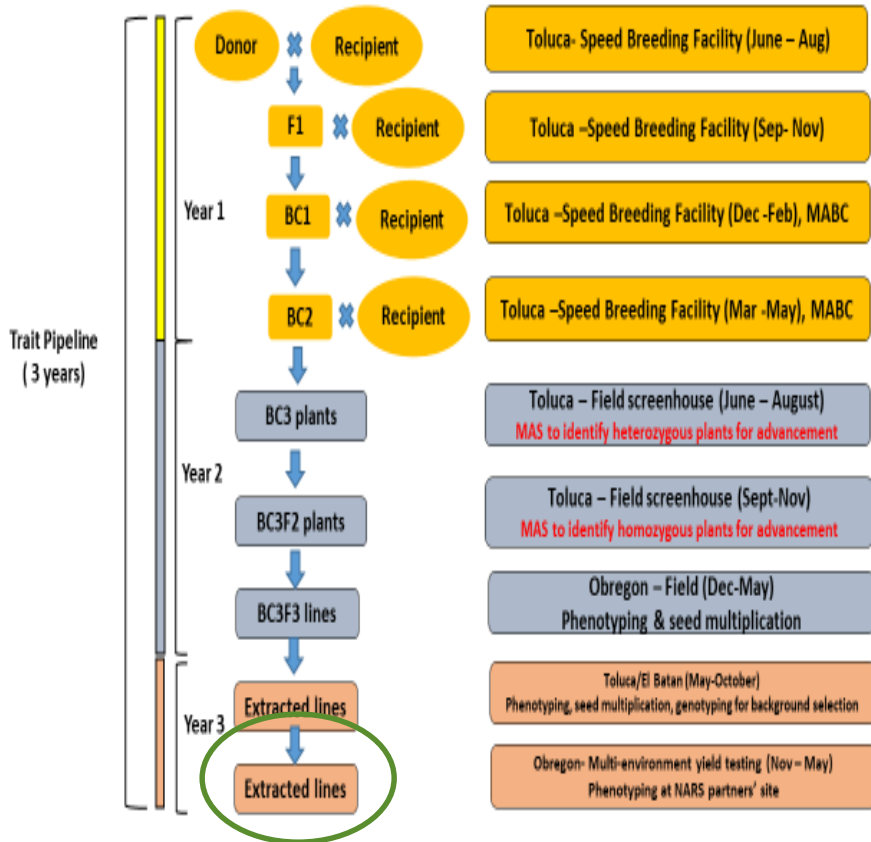 Donor
Recipient
Toluca- Speed Breeding Facility (June – Aug)
F1
Recipient
Toluca –Speed Breeding Facility (Sep- Nov)
Year 1
BC1
Recipient
Toluca –Speed Breeding Facility (Dec -Feb), MABC
BC2
Recipient
Toluca –Speed Breeding Facility (Mar -May), MABC
Trait Pipeline
( 3 years)
BC3 plants
Toluca – Field screenhouse (June – August)
MAS to identify heterozygous plants for advancement
Year 2
BC3F2 plants
Toluca – Field screenhouse (Sept-Nov)
MAS to identify homozygous plants for advancement
BC3F3 lines
Obregon – Field (Dec-May)
Phenotyping & seed multiplication
Year 3
Extracted lines
Toluca/El Batan (May-October)
Phenotyping, seed multiplication, genotyping for background selection
Extracted lines
Obregon- Multi-environment yield testing (Nov – May)
Phenotyping at NARS partners' site